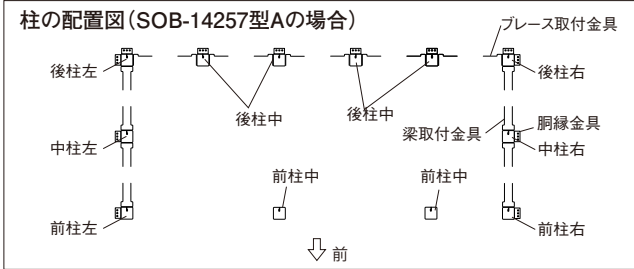 柱の配置図(SOB-14257型Aの場合)
ブレース取付金具
後柱左
後柱中
後柱中
後柱右
中柱左
梁取付金具
胴縁金具
中柱右
前柱中
前柱中
前柱左
前柱右
前